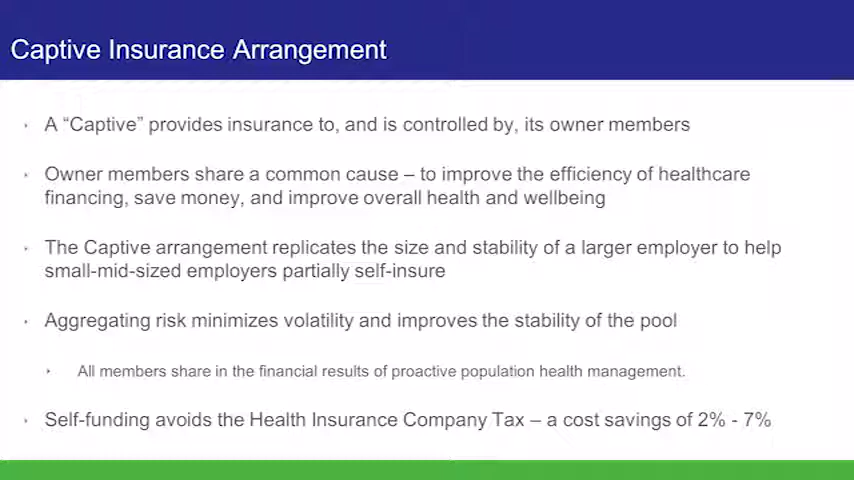 Captive Insurance Arrangement
A “Captive” provides insurance to, and is controlled by, its owner members
Owner members share a common cause – to improve the efficiency of healthcare
financing, save money, and improve overall health and wellbeing
The Captive arrangement replicates the size and stability of a larger employer to help
small-mid-sized employers partially self-insure
Aggregating risk minimizes volatility and improves the stability of the pool
All members share in the financial results of proactive population health management.
Self-funding avoids the Health Insurance Company Tax – a cost savings of 2% - 7%